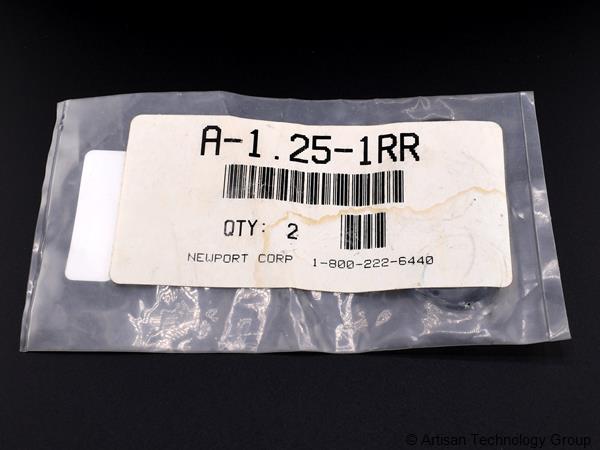 A-1.25-1RR
QTY: 2
NEWPORT CORP 1-800-222-6440
© Artisan Technology Group